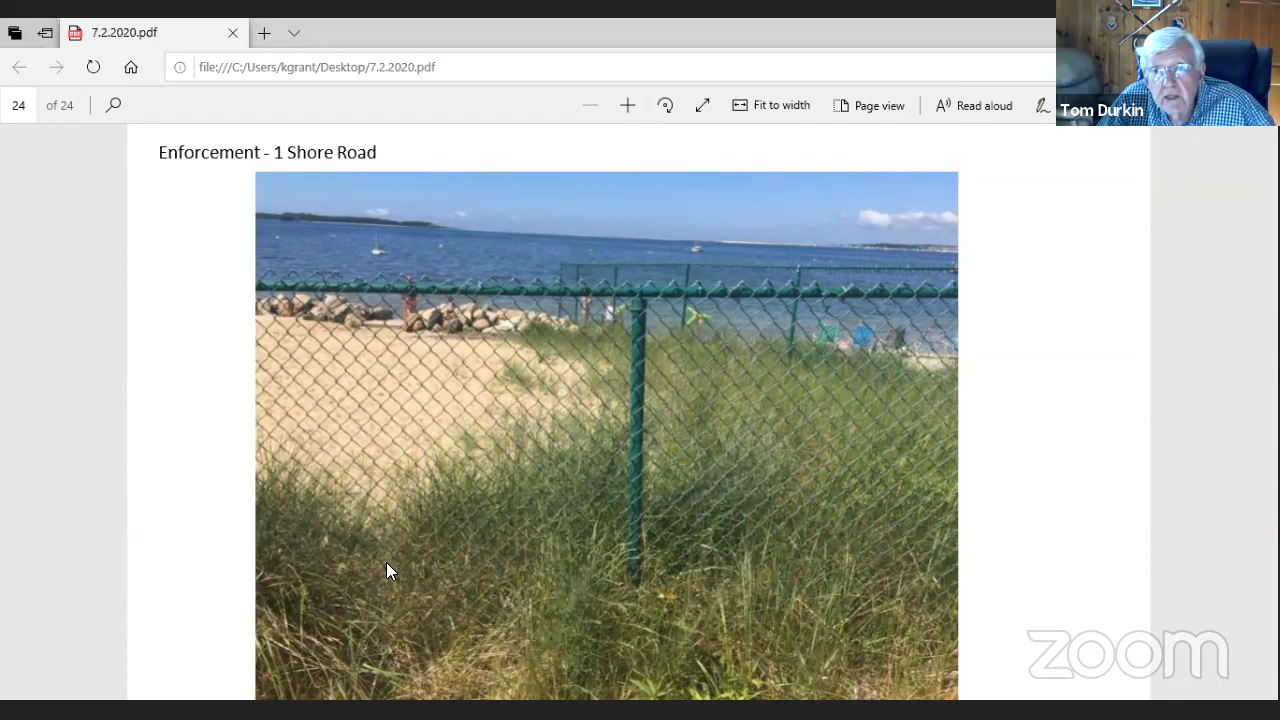 7.2.2020.pdf
file:///C:/Users/kgrant/Desktop/7.2.2020.pdf
24 of 24
Fit to width
Page view
Read aloud
Tom Durkin
Enforcement - 1 Shore Road
zoom